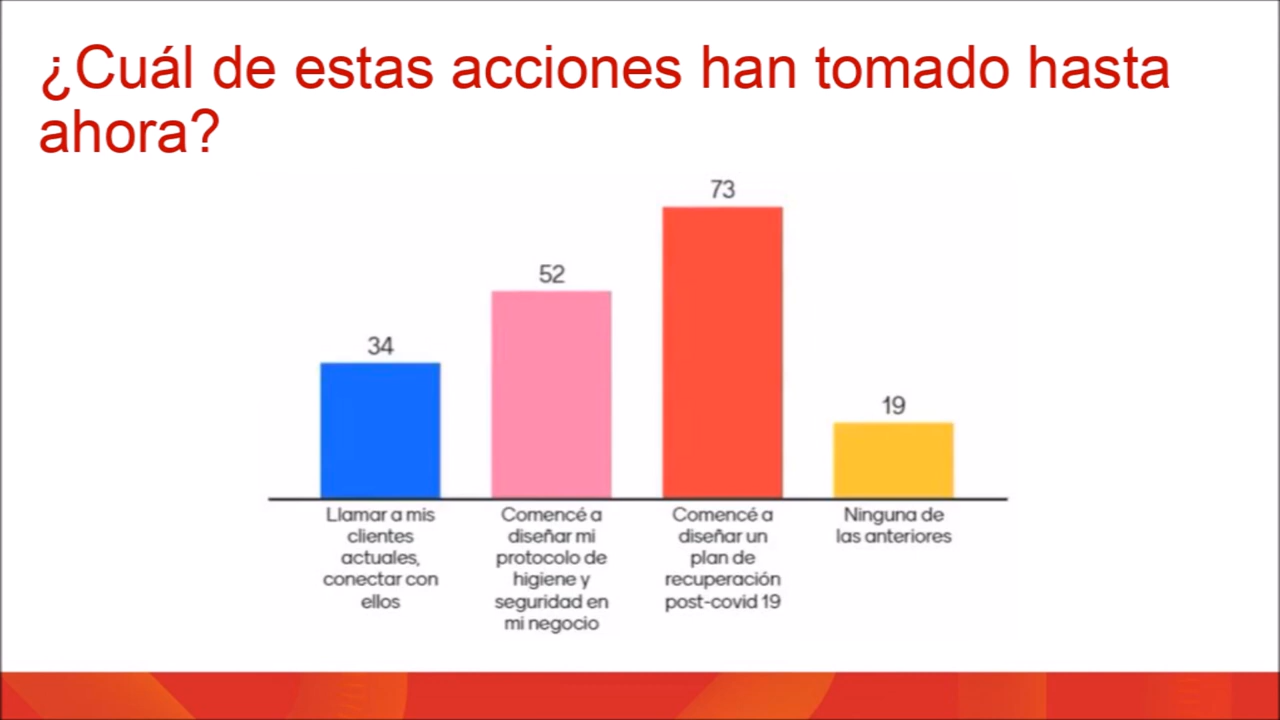 ¿Cuál de estas acciones han tomado hasta
ahora?
73
52
34
19
Llamar a mis
clientes
actuales,
conectar con
ellos
Comencé a
diseñar mi
protocolo de
higiene y
seguridad en
mi negocio
Comencé a
diseñar un
plan de
recuperación
post-covid 19
Ninguna de
las anteriores